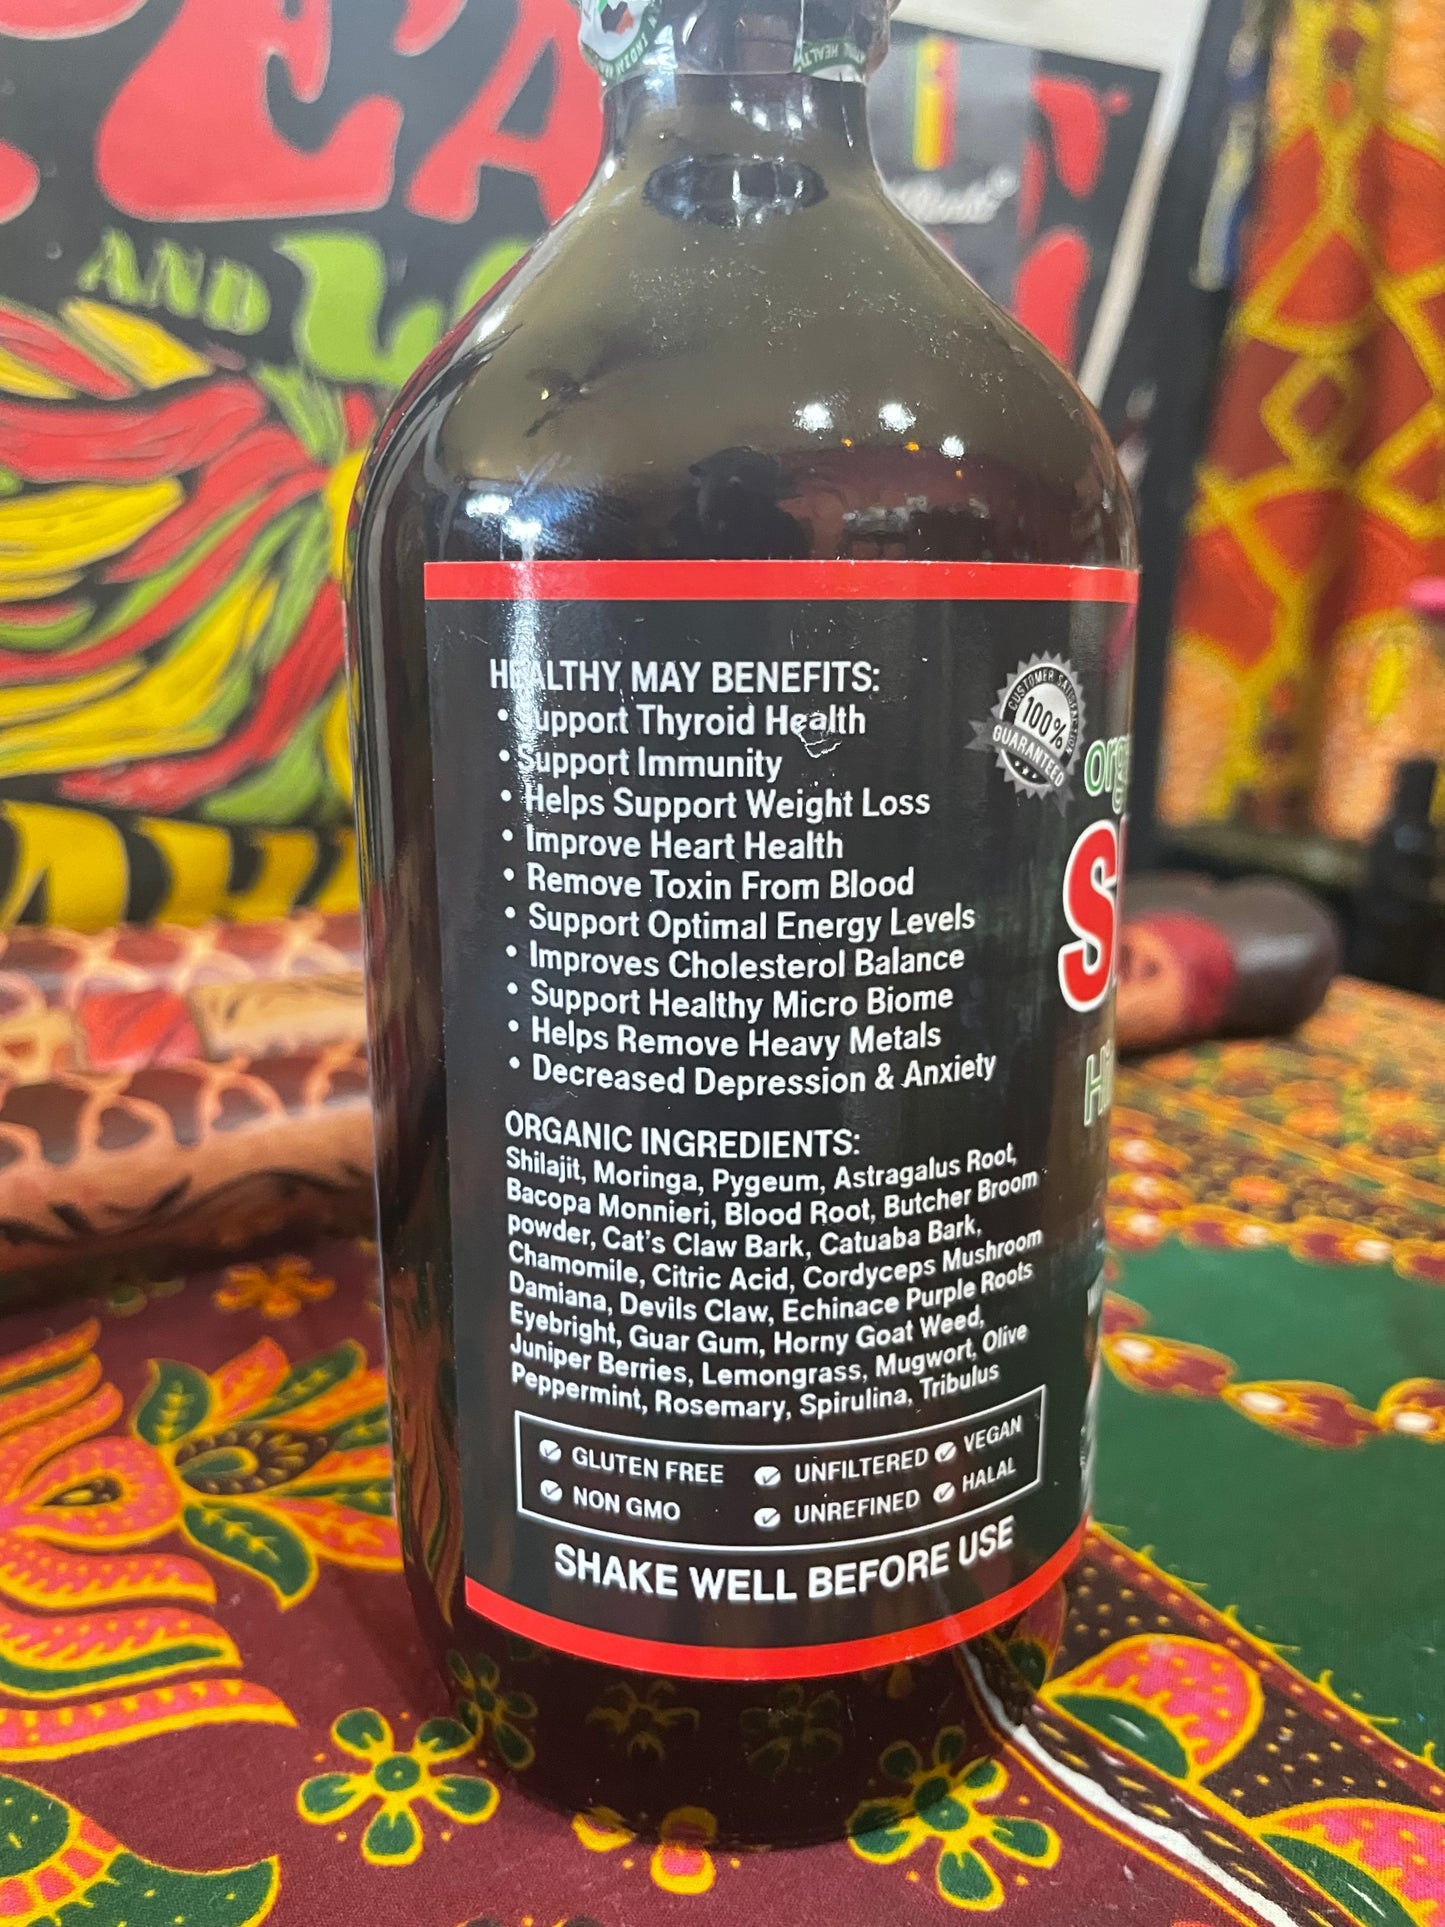 AND
HEALTHY MAY BENEFITS:
• Support Thyroid Health
• Support Immunity
• Helps Support Weight Loss
• Improve Heart Health
• Remove Toxin From Blood
• Support Optimal Energy Levels
• Improves Cholesterol Balance
• Support Healthy Micro Biome
• Helps Remove Heavy Metals
• Decreased Depression & Anxiety
CUSTOMER SATISFACTION
100%
GUARANTEED
ORGANIC INGREDIENTS:
Shilajit, Moringa, Pygeum, Astragalus Root,
Bacopa Monnieri, Blood Root, Butcher Broom
powder, Cat's Claw Bark, Catuaba Bark,
Chamomile, Citric Acid, Cordyceps Mushroom
Damiana, Devils Claw, Echinace Purple Roots
Eyebright, Guar Gum, Horny Goat Weed,
Juniper Berries, Lemongrass, Mugwort, Olive
Peppermint, Rosemary, Spirulina, Tribulus
GLUTEN FREE UNFILTERED VEGAN
NON GMO UNREFINED HALAL
SHAKE WELL BEFORE USE